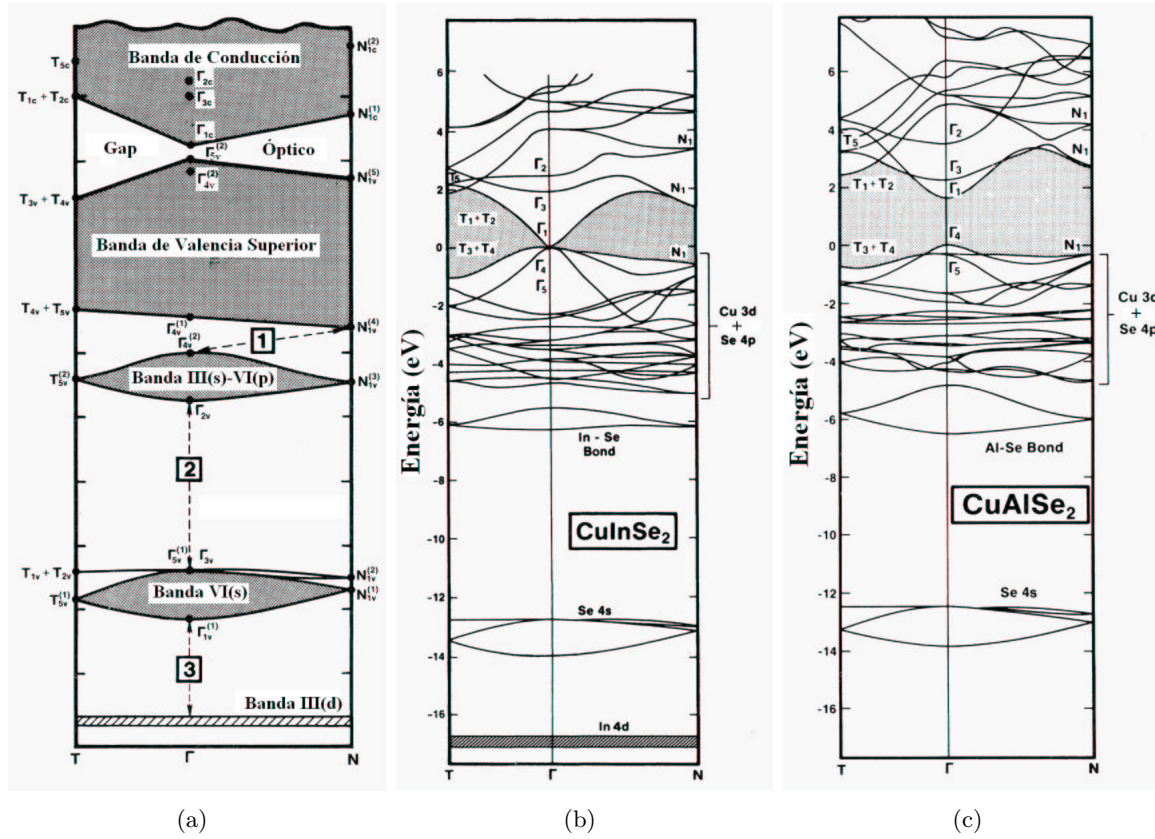 Banda de Conducción
N1c(2)
T5c
Γ2c
T1c + T2c
Γ3c
N1c(1)
Γ1c
Gap
Óptico
Γ5v(2)
Γ4v(2)
N1v(5)
T3v + T4v
Banda de Valencia Superior
T4v + T5v
Γ4v(1)
N1v(4)
1
Γ4v(2)
T5v(2)
Banda III(s)-VI(p)
N1v(3)
Γ2v
2
Γ5v(1)
Γ3v
T1v + T2v
N1v(2)
Banda VI(s)
N1v(1)
T5v(1)
Γ1v(1)
3
Banda III(d)
T
Γ
N
(a)
Energía (eV)
6
4
2
0
-2
-4
-6
-8
-10
-12
-14
-16
N1
Γ2
T5
N1
Γ3
T1 + T2
Γ1
T3 + T4
N1
Γ4
Γ5
Cu 3d
+
Se 4p
In - Se
Bond
CuInSe2
Se 4s
In 4d
T
Γ
N
(b)
Energía (eV)
6
4
2
0
-2
-4
-6
-8
-10
-12
-14
-16
N1
Γ2
T5
N1
Γ3
T1 + T2
Γ1
Γ4
T3 + T4
N1
Γ5
Cu 3d
+
Se 4p
Al-Se Bond
CuAlSe2
Se 4s
T
Γ
N
(c)